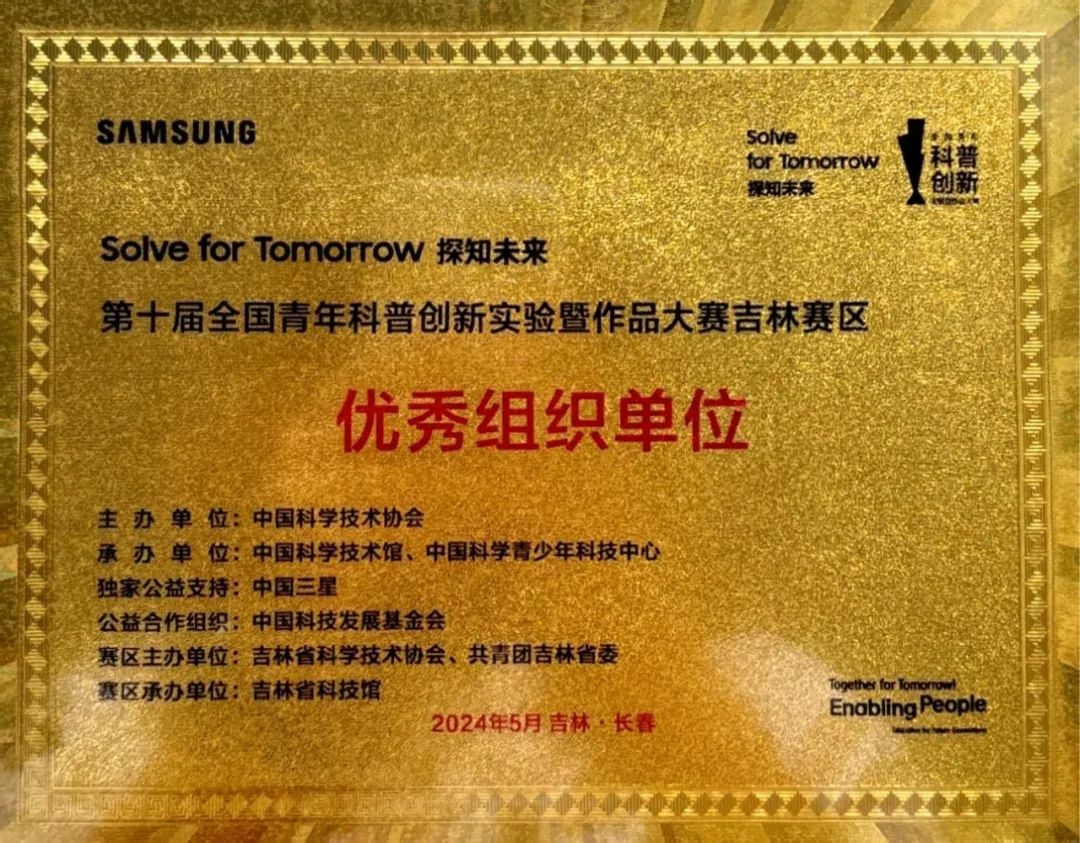 SAMSUNG
Solve
for Tomorrow
探知未来
科普
创新
Solve for Tomorrow 探知未来
第十届全国青年科普创新实验暨作品大赛吉林赛区
优秀组织单位
主办单位：中国科学技术协会
承办单位：中国科学技术馆、中国科学青少年科技中心
独家公益支持：中国三星
公益合作组织：中国科技发展基金会
赛区主办单位：吉林省科学技术协会、共青团吉林省委
赛区承办单位：吉林省科技馆
2024年5月 吉林·长春
Together for Tomorrow!
Enabling People
Education for Future Generations